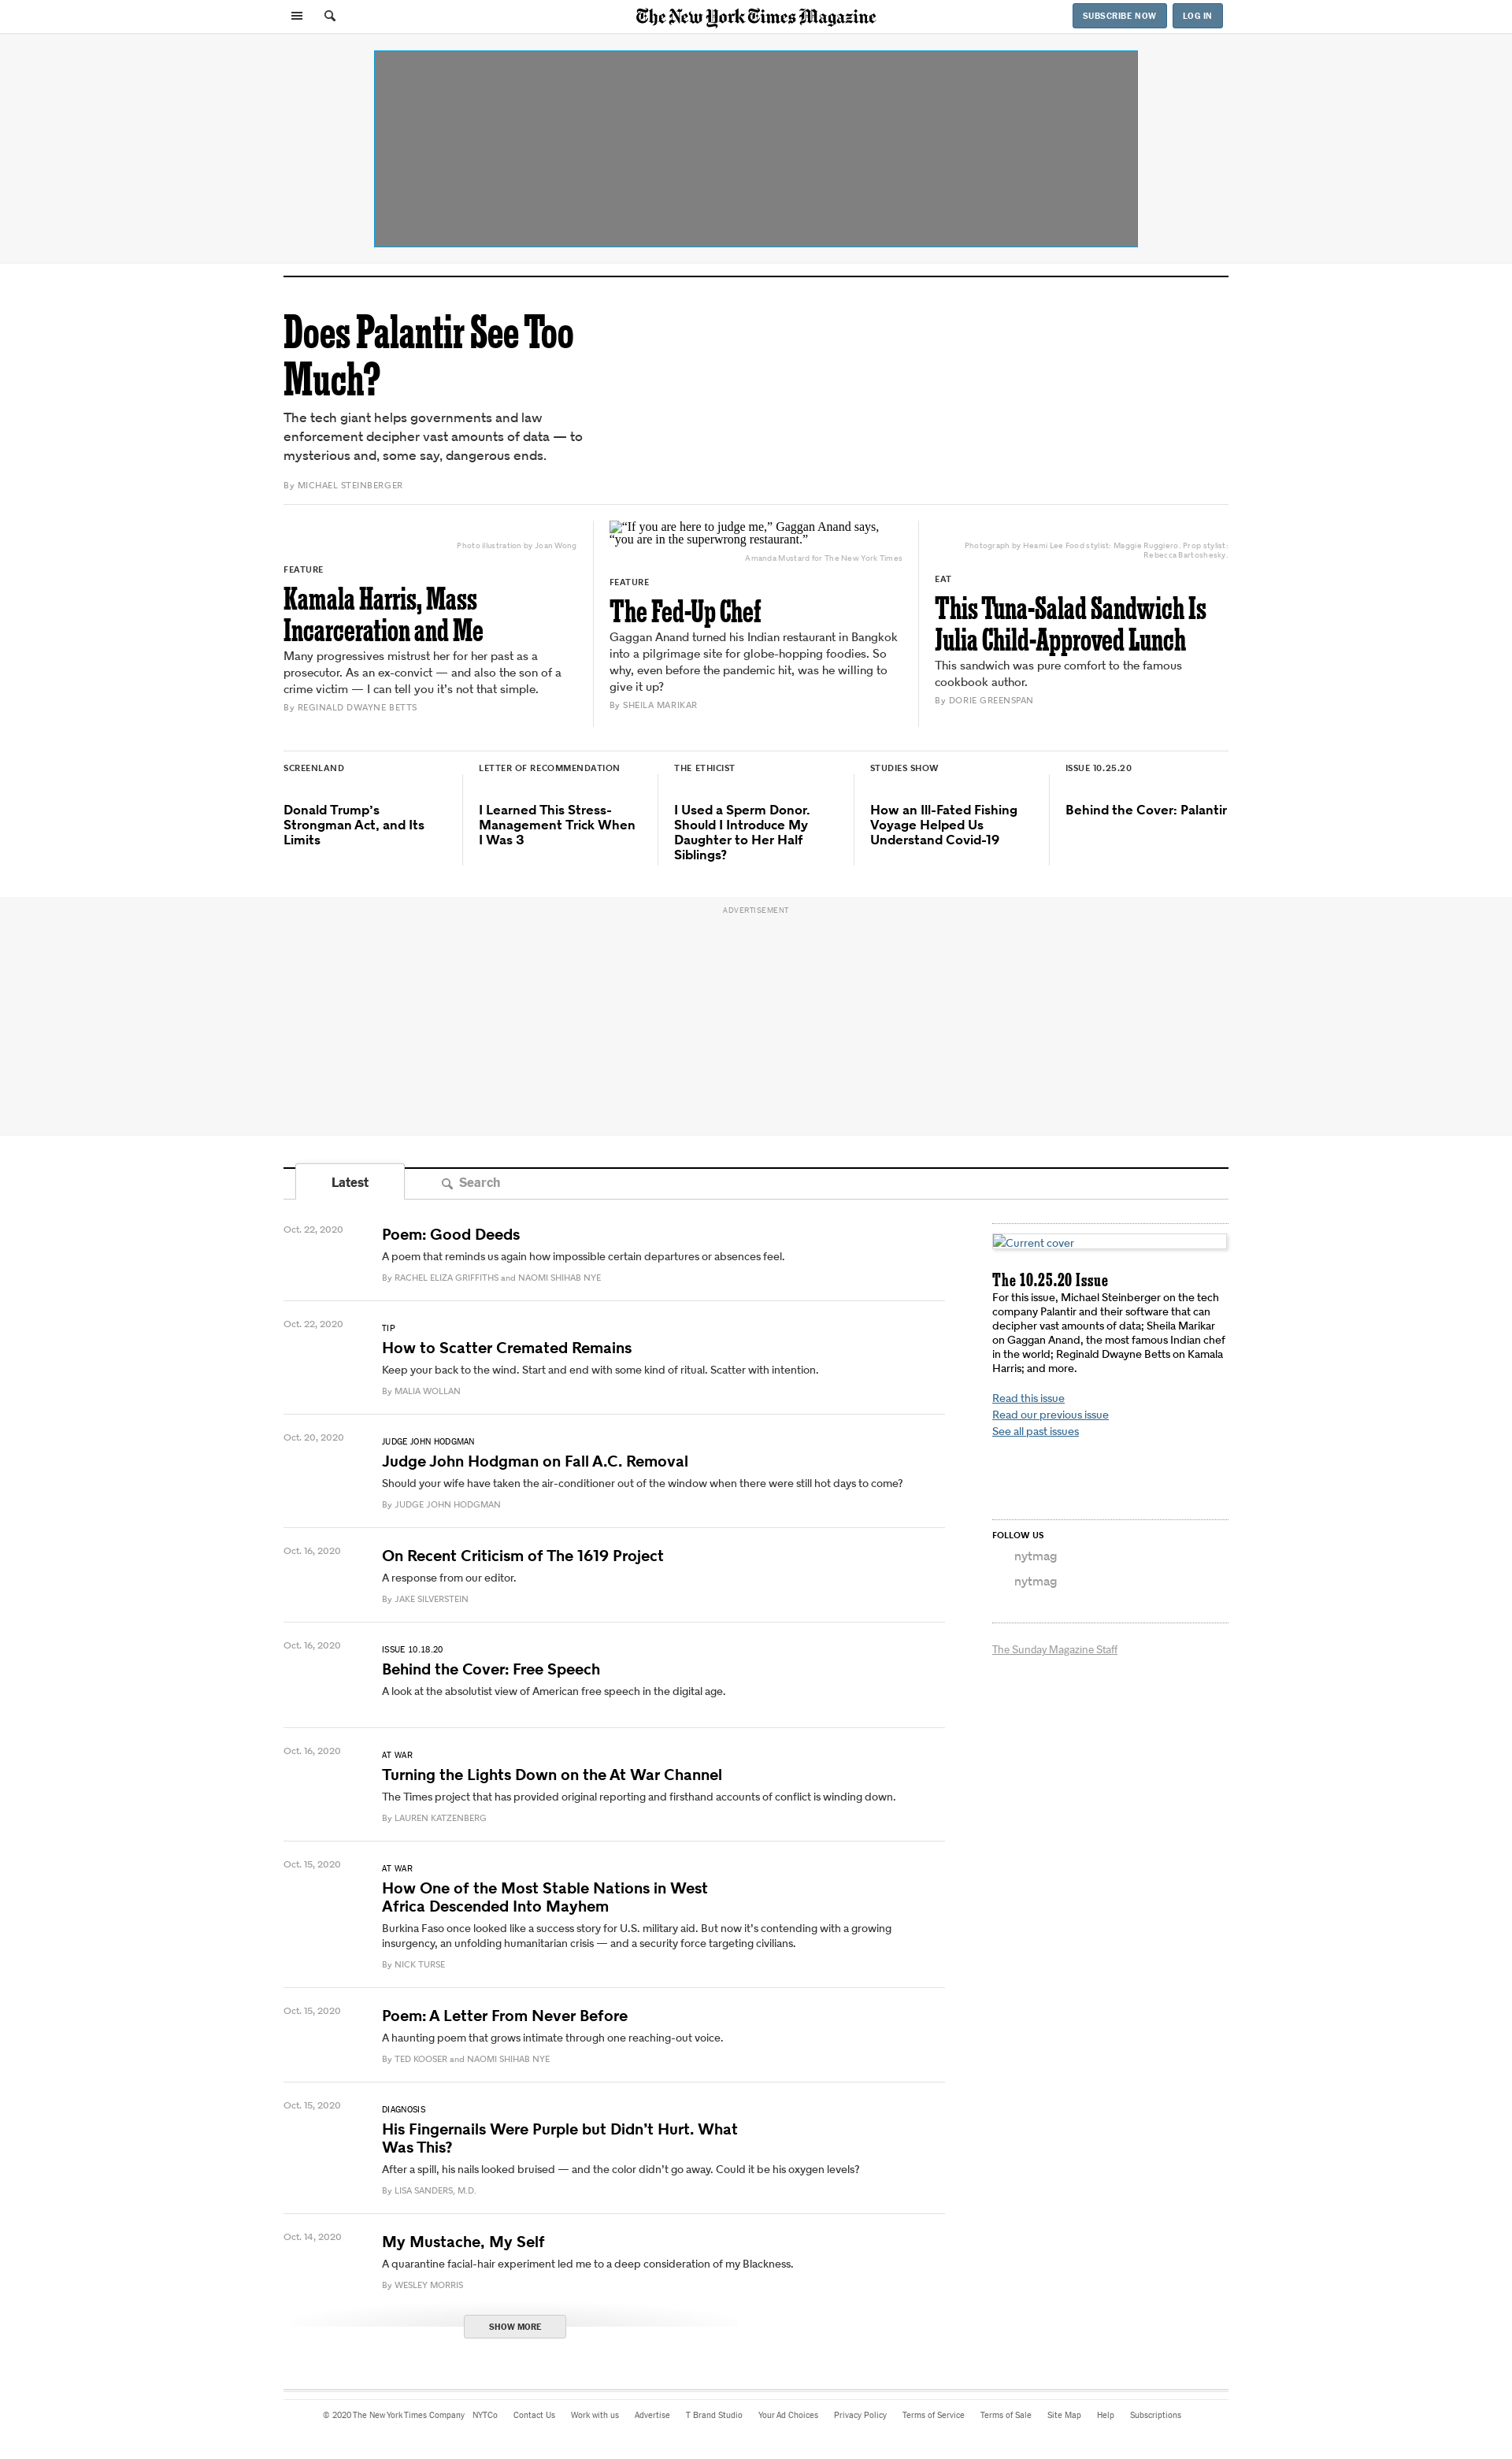 The New York Times Magazine
SUBSCRIBE NOW
LOG IN
Does Palantir See Too
Much?
The tech giant helps governments and law
enforcement decipher vast amounts of data — to
mysterious and, some say, dangerous ends.
By MICHAEL STEINBERGER
Photo illustration by Joan Wong
FEATURE
Kamala Harris, Mass
Incarceration and Me
Many progressives mistrust her for her past as a
prosecutor. As an ex-convict — and also the son of a
crime victim — I can tell you it’s not that simple.
By REGINALD DWAYNE BETTS
“If you are here to judge me,” Gaggan Anand says,
“you are in the superwrong restaurant.”
Amanda Mustard for The New York Times
FEATURE
The Fed-Up Chef
Gaggan Anand turned his Indian restaurant in Bangkok
into a pilgrimage site for globe-hopping foodies. So
why, even before the pandemic hit, was he willing to
give it up?
By SHEILA MARIKAR
Photograph by Heami Lee Food stylist: Maggie Ruggiero. Prop stylist:
Rebecca Bartoshesky.
EAT
This Tuna-Salad Sandwich Is
Julia Child-Approved Lunch
This sandwich was pure comfort to the famous
cookbook author.
By DORIE GREENSPAN
SCREENLAND
Donald Trump’s
Strongman Act, and Its
Limits
LETTER OF RECOMMENDATION
I Learned This Stress-
Management Trick When
I Was 3
THE ETHICIST
I Used a Sperm Donor.
Should I Introduce My
Daughter to Her Half
Siblings?
STUDIES SHOW
How an Ill-Fated Fishing
Voyage Helped Us
Understand Covid-19
ISSUE 10.25.20
Behind the Cover: Palantir
ADVERTISEMENT
Latest
Search
Oct. 22, 2020
Poem: Good Deeds
A poem that reminds us again how impossible certain departures or absences feel.
By RACHEL ELIZA GRIFFITHS and NAOMI SHIHAB NYE
Oct. 22, 2020
TIP
How to Scatter Cremated Remains
Keep your back to the wind. Start and end with some kind of ritual. Scatter with intention.
By MALIA WOLLAN
Oct. 20, 2020
JUDGE JOHN HODGMAN
Judge John Hodgman on Fall A.C. Removal
Should your wife have taken the air-conditioner out of the window when there were still hot days to come?
By JUDGE JOHN HODGMAN
Oct. 16, 2020
On Recent Criticism of The 1619 Project
A response from our editor.
By JAKE SILVERSTEIN
Oct. 16, 2020
ISSUE 10.18.20
Behind the Cover: Free Speech
A look at the absolutist view of American free speech in the digital age.
Oct. 16, 2020
AT WAR
Turning the Lights Down on the At War Channel
The Times project that has provided original reporting and firsthand accounts of conflict is winding down.
By LAUREN KATZENBERG
Oct. 15, 2020
AT WAR
How One of the Most Stable Nations in West
Africa Descended Into Mayhem
Burkina Faso once looked like a success story for U.S. military aid. But now it’s contending with a growing
insurgency, an unfolding humanitarian crisis — and a security force targeting civilians.
By NICK TURSE
Oct. 15, 2020
Poem: A Letter From Never Before
A haunting poem that grows intimate through one reaching-out voice.
By TED KOOSER and NAOMI SHIHAB NYE
Oct. 15, 2020
DIAGNOSIS
His Fingernails Were Purple but Didn’t Hurt. What
Was This?
After a spill, his nails looked bruised — and the color didn’t go away. Could it be his oxygen levels?
By LISA SANDERS, M.D.
Oct. 14, 2020
My Mustache, My Self
A quarantine facial-hair experiment led me to a deep consideration of my Blackness.
By WESLEY MORRIS
SHOW MORE
Current cover
The 10.25.20 Issue
For this issue, Michael Steinberger on the tech
company Palantir and their software that can
decipher vast amounts of data; Sheila Marikar
on Gaggan Anand, the most famous Indian chef
in the world; Reginald Dwayne Betts on Kamala
Harris; and more.
Read this issue
Read our previous issue
See all past issues
FOLLOW US
nytmag
nytmag
The Sunday Magazine Staff
© 2020 The New York Times Company NYTCo Contact Us Work with us Advertise T Brand Studio Your Ad Choices Privacy Policy Terms of Service Terms of Sale Site Map Help Subscriptions